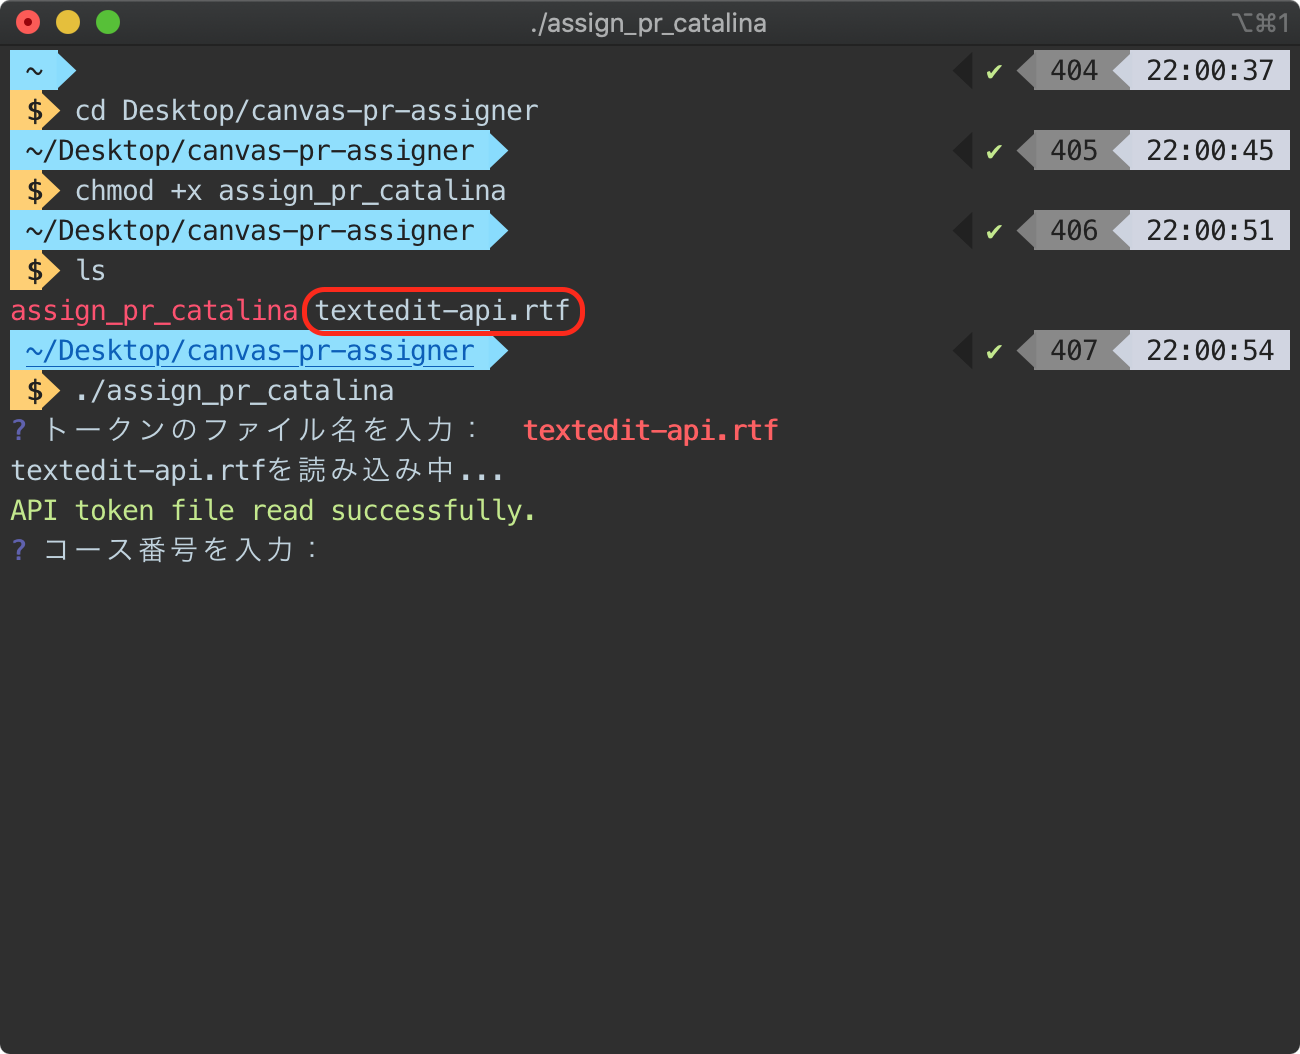 ./assign_pr_catalina ⌥⌘1
~ ✔ 404 22:00:37
$ cd Desktop/canvas-pr-assigner
~/Desktop/canvas-pr-assigner ✔ 405 22:00:45
$ chmod +x assign_pr_catalina
~/Desktop/canvas-pr-assigner ✔ 406 22:00:51
$ ls
assign_pr_catalina textedit-api.rtf
~/Desktop/canvas-pr-assigner ✔ 407 22:00:54
$ ./assign_pr_catalina
? トークンのファイル名を入力： textedit-api.rtf
textedit-api.rtfを読み込み中...
API token file read successfully.
? コース番号を入力：